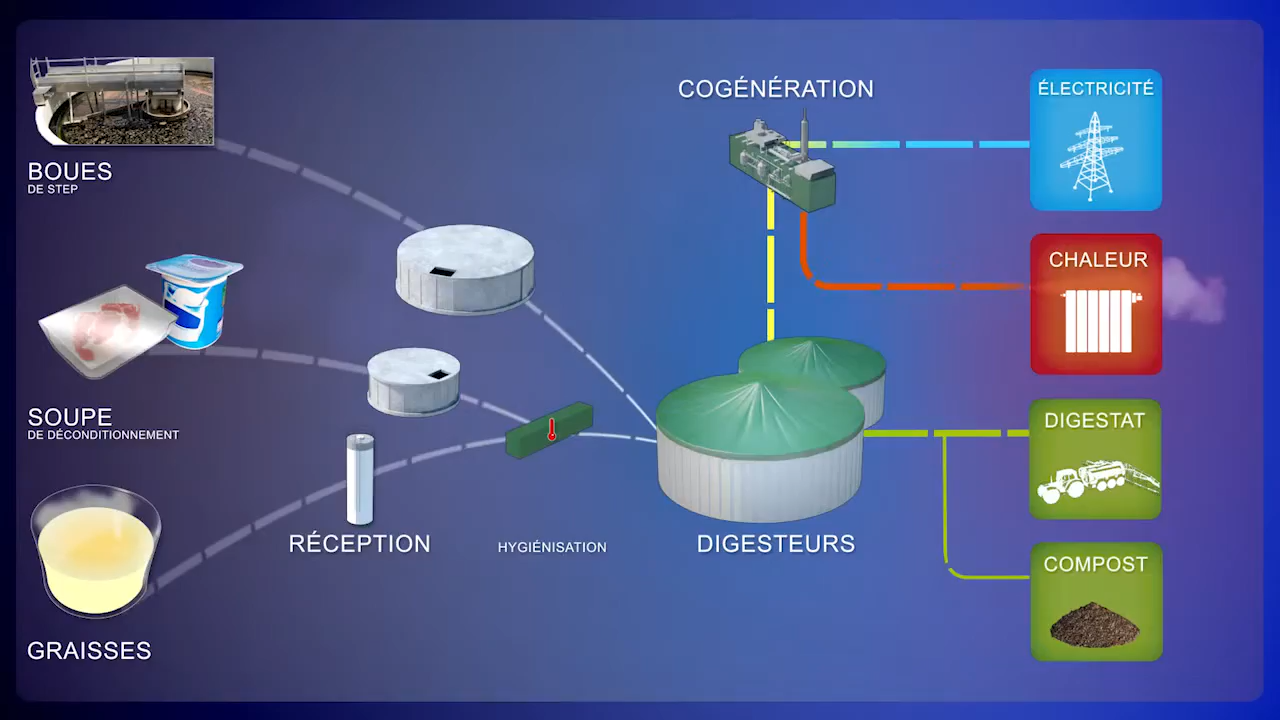 BOUES
DE STEP
SOUPE
DE DÉCONDITIONNEMENT
GRAISSES
RÉCEPTION
HYGIÉNISATION
DIGESTEURS
COGÉNÉRATION
ÉLECTRICITÉ
CHALEUR
DIGESTAT
COMPOST